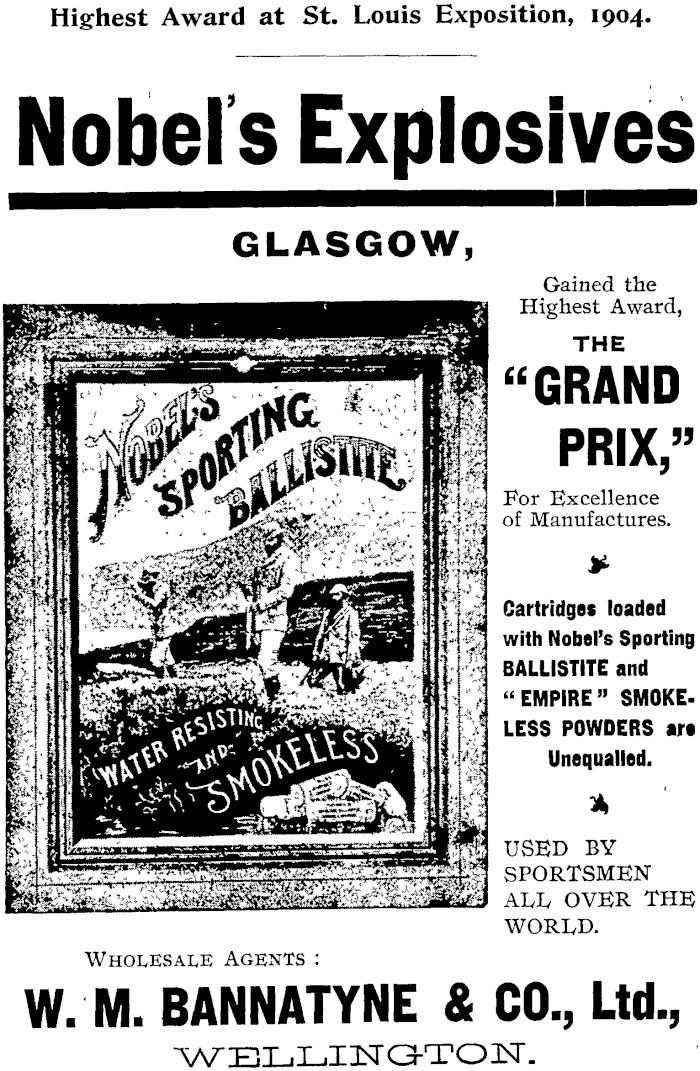 Highest Award at St. Louis Exposition, 1904.
Nobel's Explosives
GLASGOW,
Gained the
Highest Award,
THE
“GRAND
PRIX,”
For Excellence
of Manufactures.
Cartridges loaded
with Nobel's Sporting
BALLISTITE and
“EMPIRE” SMOKE-
LESS POWDERS are
Unequalled.
USED BY
SPORTSMEN
ALL OVER THE
WORLD.
NOBEL'S
SPORTING
BALLISTITE
WATER RESISTING
AND
SMOKELESS
WHOLESALE AGENTS :
W. M. BANNATYNE & CO., Ltd.,
WELLINGTON.